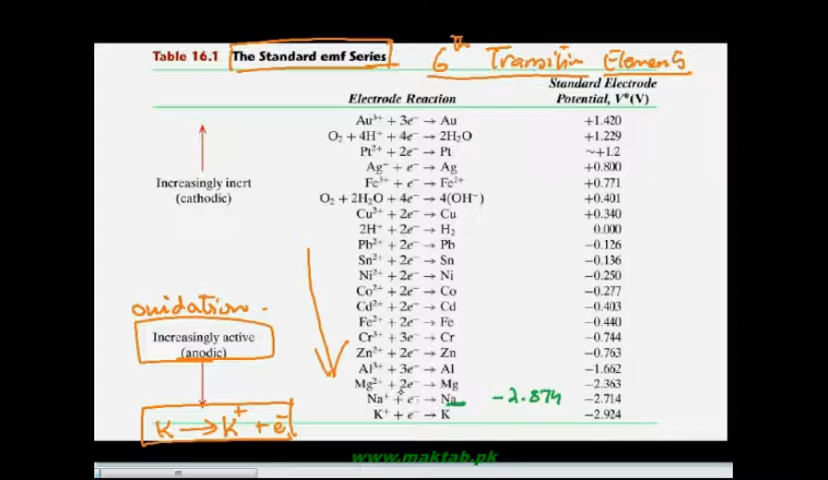 Table 16.1 The Standard emf Series 6th Transition Elements
Electrode Reaction Standard Electrode Potential, V°(V)
Au³⁺ + 3e⁻ → Au +1.420
O₂ + 4H⁺ + 4e⁻ → 2H₂O +1.229
Pt²⁺ + 2e⁻ → Pt ~+1.2
Ag⁺ + e⁻ → Ag +0.800
Fe³⁺ + e⁻ → Fe²⁺ +0.771
O₂ + 2H₂O + 4e⁻ → 4(OH⁻) +0.401
Cu²⁺ + 2e⁻ → Cu +0.340
2H⁺ + 2e⁻ → H₂ 0.000
Pb²⁺ + 2e⁻ → Pb −0.126
Sn²⁺ + 2e⁻ → Sn −0.136
Ni²⁺ + 2e⁻ → Ni −0.250
Co²⁺ + 2e⁻ → Co −0.277
Cd²⁺ + 2e⁻ → Cd −0.403
Fe²⁺ + 2e⁻ → Fe −0.440
Cr³⁺ + 3e⁻ → Cr −0.744
Zn²⁺ + 2e⁻ → Zn −0.763
Al³⁺ + 3e⁻ → Al −1.662
Mg²⁺ + 2e⁻ → Mg −2.363
Na⁺ + e⁻ → Na −2.874 −2.714
K⁺ + e⁻ → K −2.924
Increasingly inert
(cathodic)
oxidation.
Increasingly active
(anodic)
K → K⁺ + e⁻
www.maktab.pk